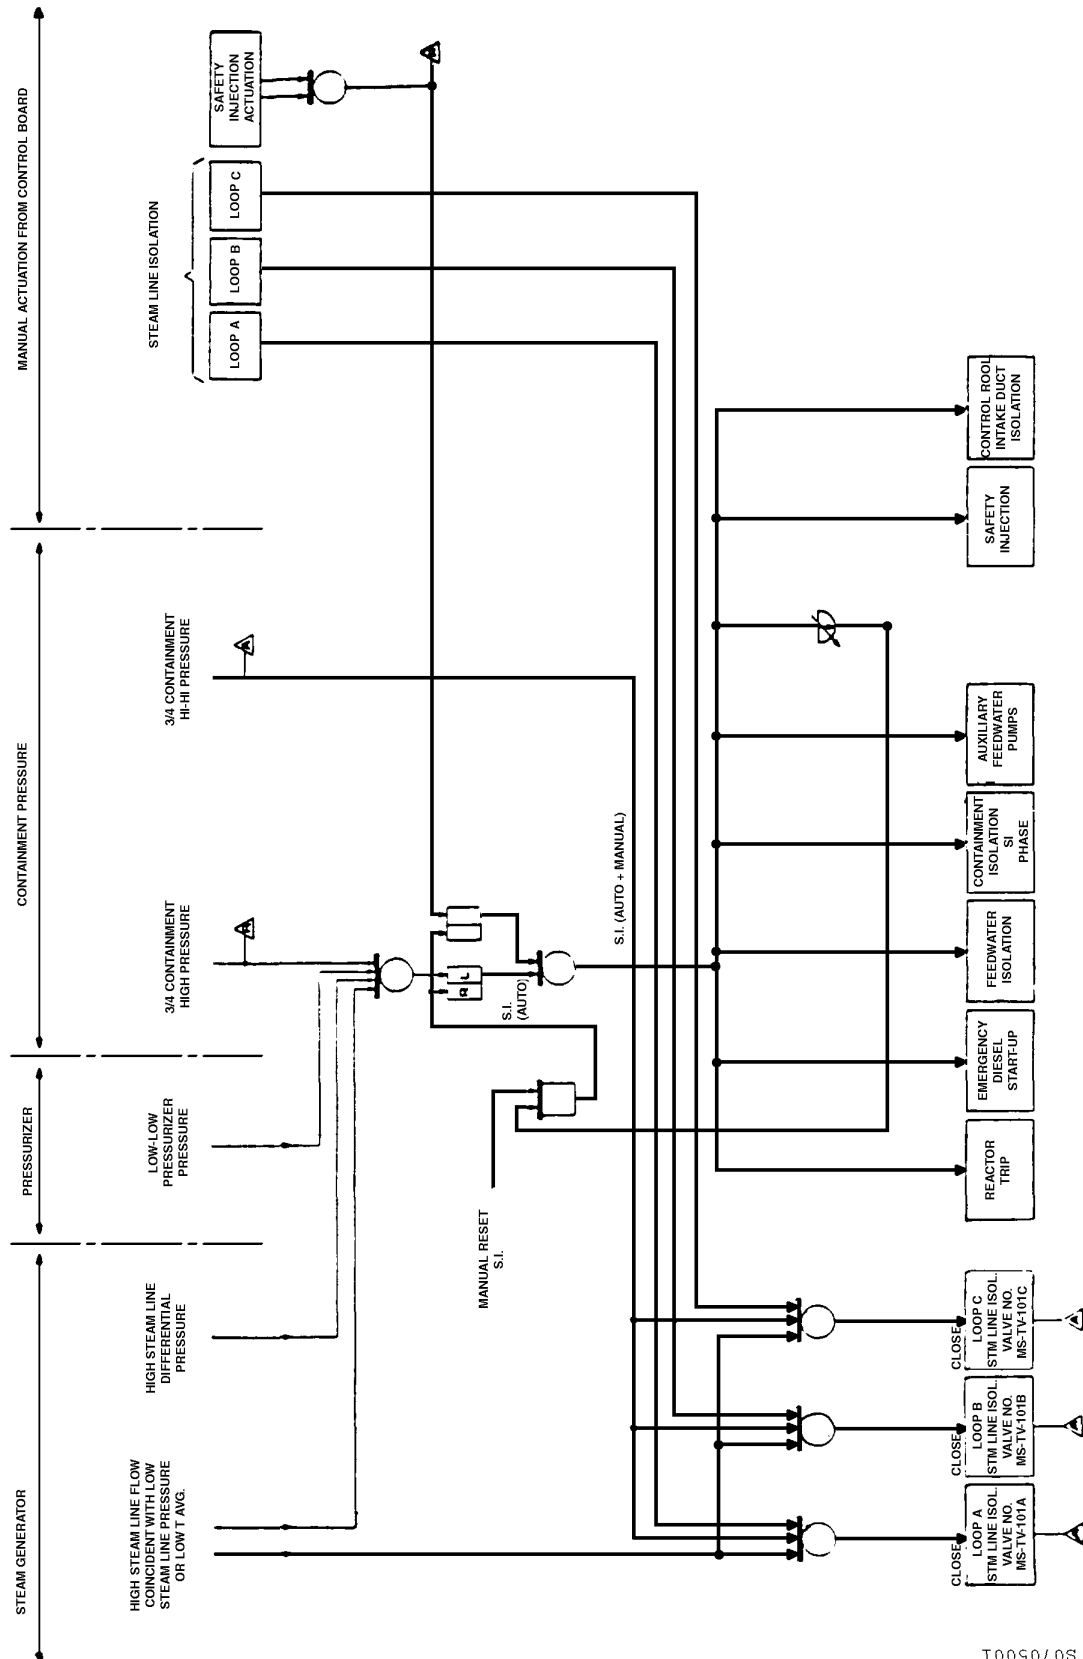 MANUAL ACTUATION FROM CONTROL BOARD
CONTAINMENT PRESSURE
PRESSURIZER
STEAM GENERATOR
SAFETY
INJECTION
ACTUATION
STEAM LINE ISOLATION
LOOP C
LOOP B
LOOP A
3/4 CONTAINMENT
HI-HI PRESSURE
3/4 CONTAINMENT
HIGH PRESSURE
LOW-LOW
PRESSURIZER
PRESSURE
HIGH STEAM LINE
DIFFERENTIAL
PRESSURE
HIGH STEAM LINE FLOW
COINCIDENT WITH LOW
STEAM LINE PRESSURE
OR LOW T AVG.
A
A
A
R L
S.I.
(AUTO)
S.I. (AUTO + MANUAL)
MANUAL RESET
S.I.
CONTROL ROOL
INTAKE DUCT
ISOLATION
SAFETY
INJECTION
AUXILIARY
FEEDWATER
PUMPS
CONTAINMENT
ISOLATION
SI
PHASE
FEEDWATER
ISOLATION
EMERGENCY
DIESEL
START-UP
REACTOR
TRIP
CLOSE
LOOP C
STM LINE ISOL.
VALVE NO.
MS-TV-101C
A
CLOSE
LOOP B
STM LINE ISOL.
VALVE NO.
MS-TV-101B
A
CLOSE
LOOP A
STM LINE ISOL.
VALVE NO.
MS-TV-101A
A
S0705001